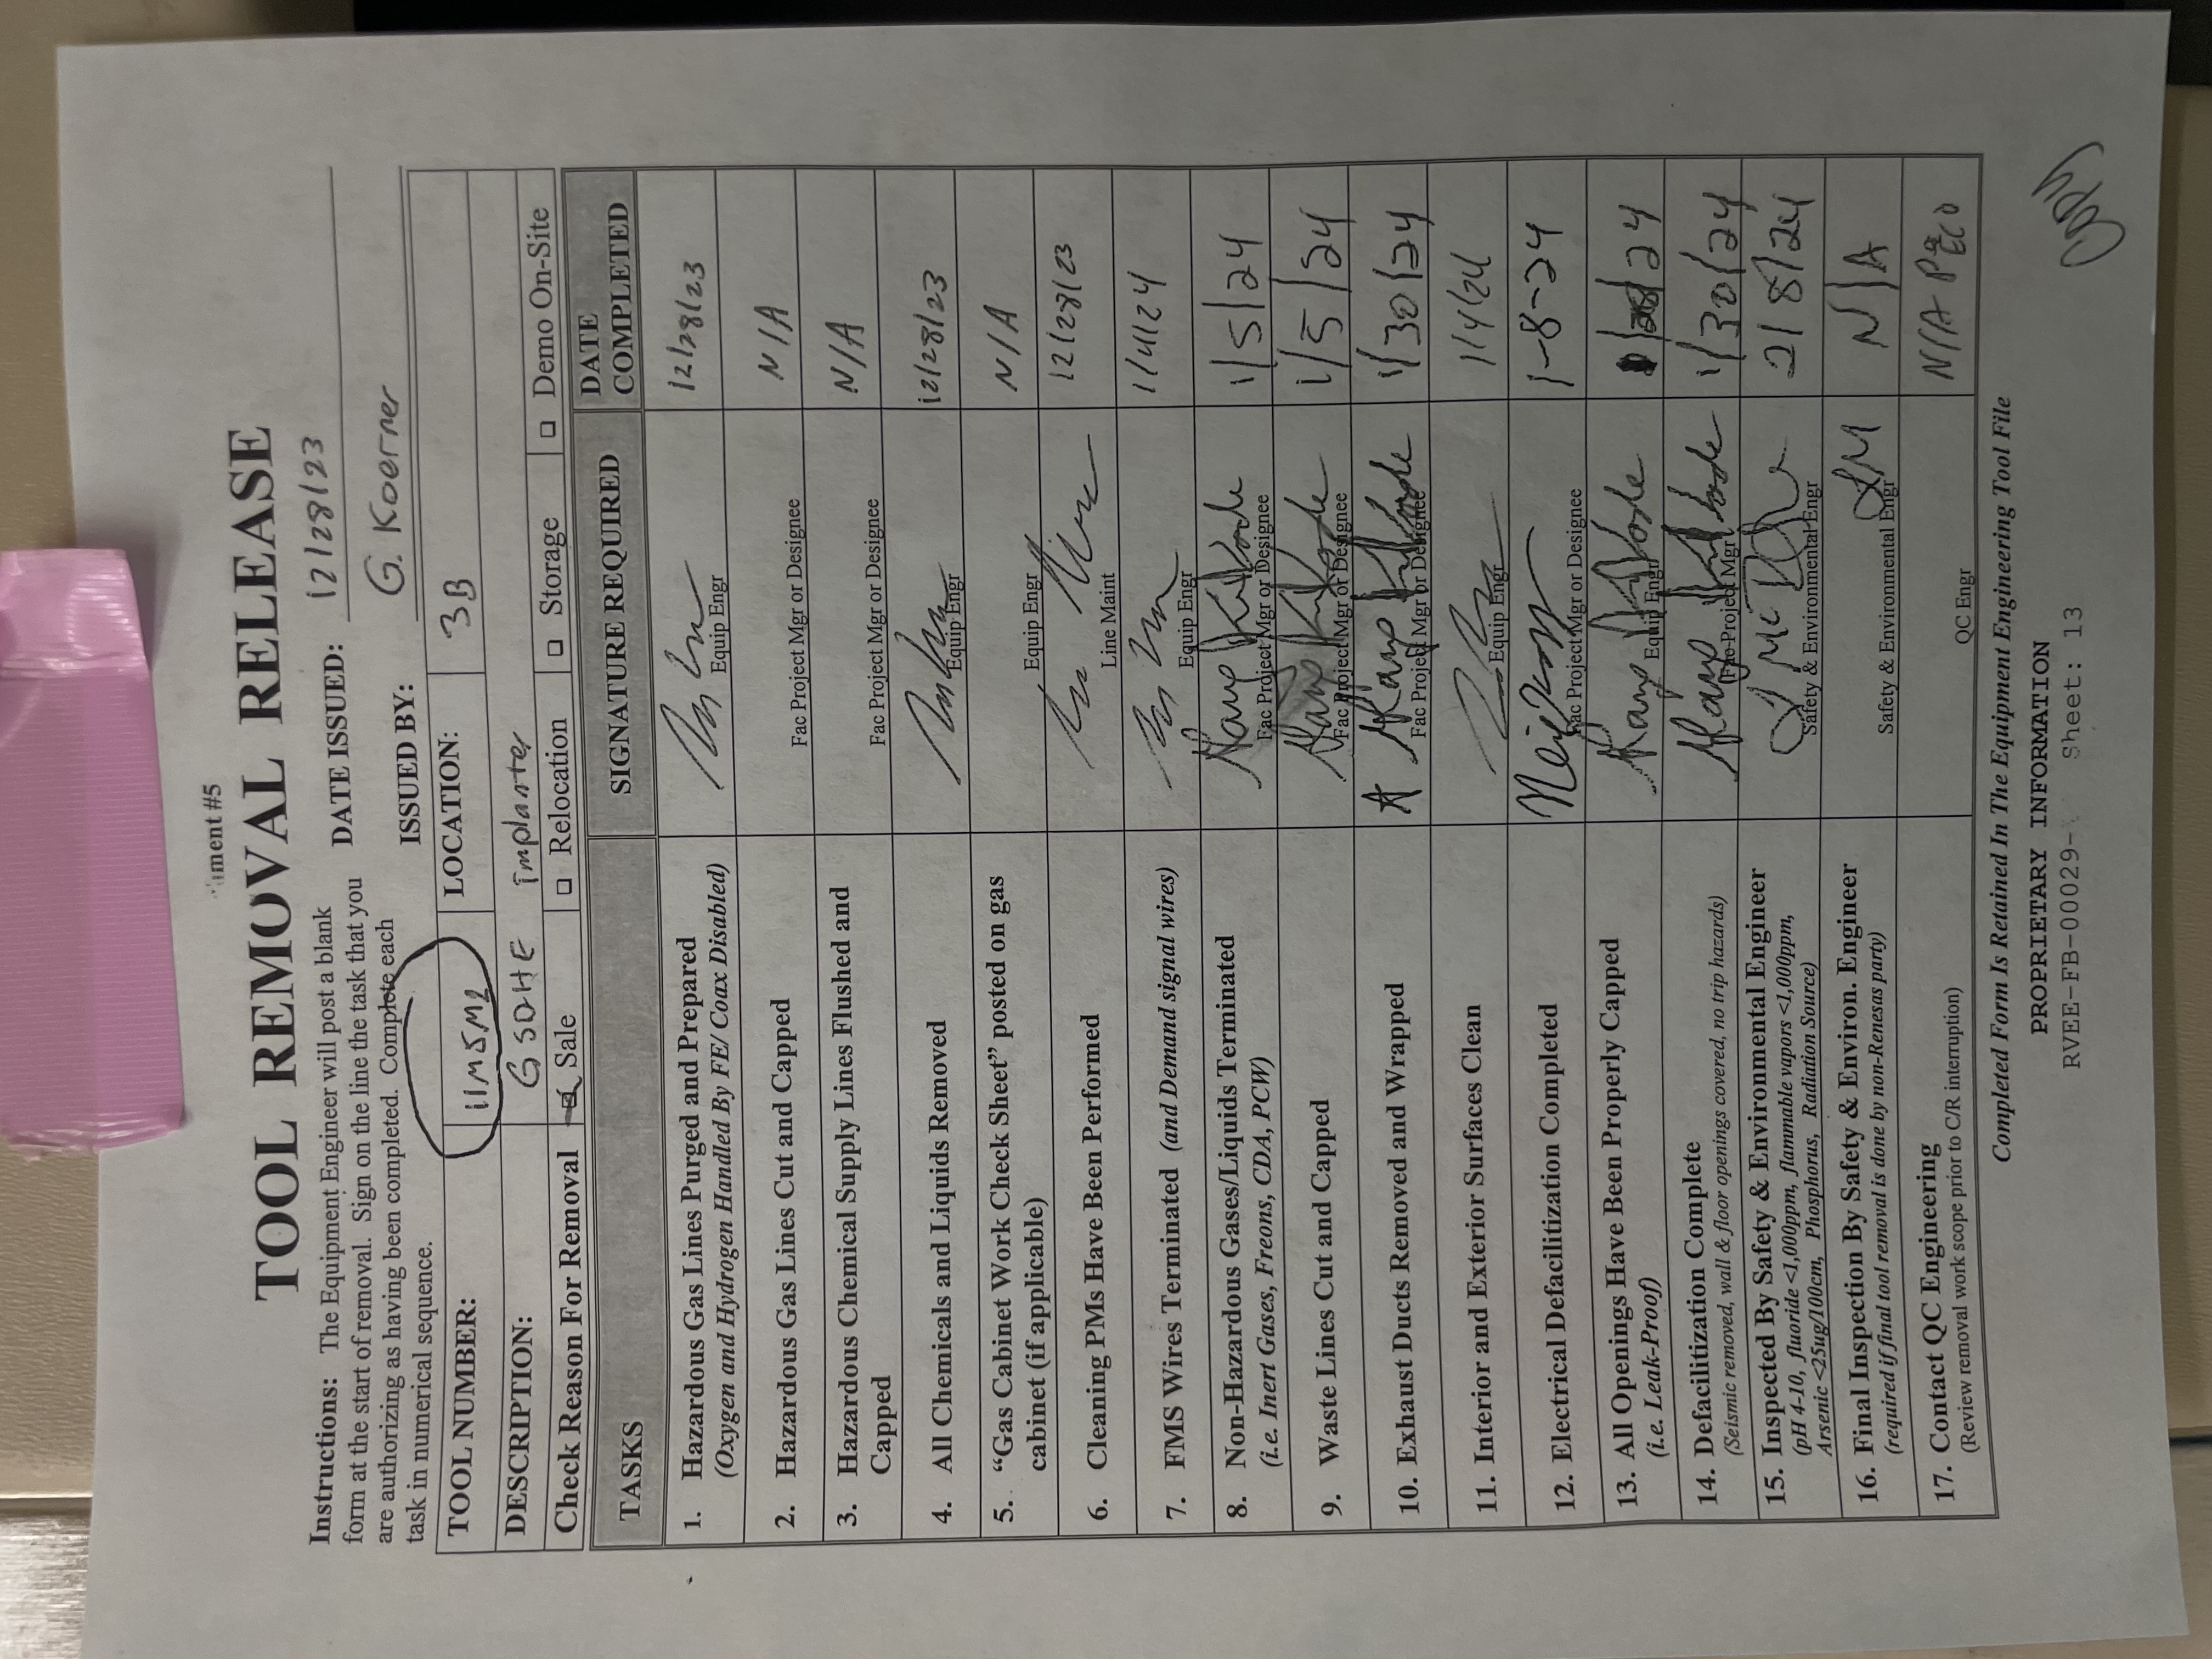 ment #5
TOOL REMOVAL RELEASE
Instructions: The Equipment Engineer will post a blank
form at the start of removal. Sign on the line the task that you
are authorizing as having been completed. Complete each
task in numerical sequence.
DATE ISSUED: 12/28/23
ISSUED BY: G. Koerner
TOOL NUMBER: 11M5M2 LOCATION: 3B
DESCRIPTION: GSDHE implanter
Check Reason For Removal Sale Relocation Storage Demo On-Site
TASKS SIGNATURE REQUIRED DATE COMPLETED
1. Hazardous Gas Lines Purged and Prepared 12/28/23
(Oxygen and Hydrogen Handled By FE/ Coax Disabled) Equip Engr
2. Hazardous Gas Lines Cut and Capped N/A
Fac Project Mgr or Designee
3. Hazardous Chemical Supply Lines Flushed and N/A
Capped Fac Project Mgr or Designee
4. All Chemicals and Liquids Removed 12/28/23
Equip Engr
5. "Gas Cabinet Work Check Sheet" posted on gas N/A
cabinet (if applicable) Equip Engr
6. Cleaning PMs Have Been Performed 12/28/23
Line Maint
7. FMS Wires Terminated (and Demand signal wires) 1/4/24
Equip Engr
8. Non-Hazardous Gases/Liquids Terminated 1/5/24
(i.e. Inert Gases, Freons, CDA, PCW) Fac Project Mgr or Designee
9. Waste Lines Cut and Capped 1/5/24
Fac Project Mgr or Designee
10. Exhaust Ducts Removed and Wrapped 1/30/24
Fac Project Mgr or Designee
11. Interior and Exterior Surfaces Clean 1/4/24
Equip Engr
12. Electrical Defacilitization Completed 1-8-24
Fac Project Mgr or Designee
13. All Openings Have Been Properly Capped
(i.e. Leak-Proof) Equip Engr
14. Defacilitization Complete 1/30/24
(Seismic removed, wall & floor openings covered, no trip hazards) Fac Project Mgr
15. Inspected By Safety & Environmental Engineer 2/8/24
(pH 4-10, fluoride <1,000ppm, flammable vapors <1,000ppm,
Arsenic <25ug/100cm, Phosphorus, Radiation Source) Safety & Environmental Engr
16. Final Inspection By Safety & Environ. Engineer N/A
(required if final tool removal is done by non-Renesas party) Safety & Environmental Engr
17. Contact QC Engineering N/A
(Review removal work scope prior to C/R interruption) QC Engr
Completed Form Is Retained In The Equipment Engineering Tool File
PROPRIETARY INFORMATION
RVEE-FB-00029- Sheet: 13
copy